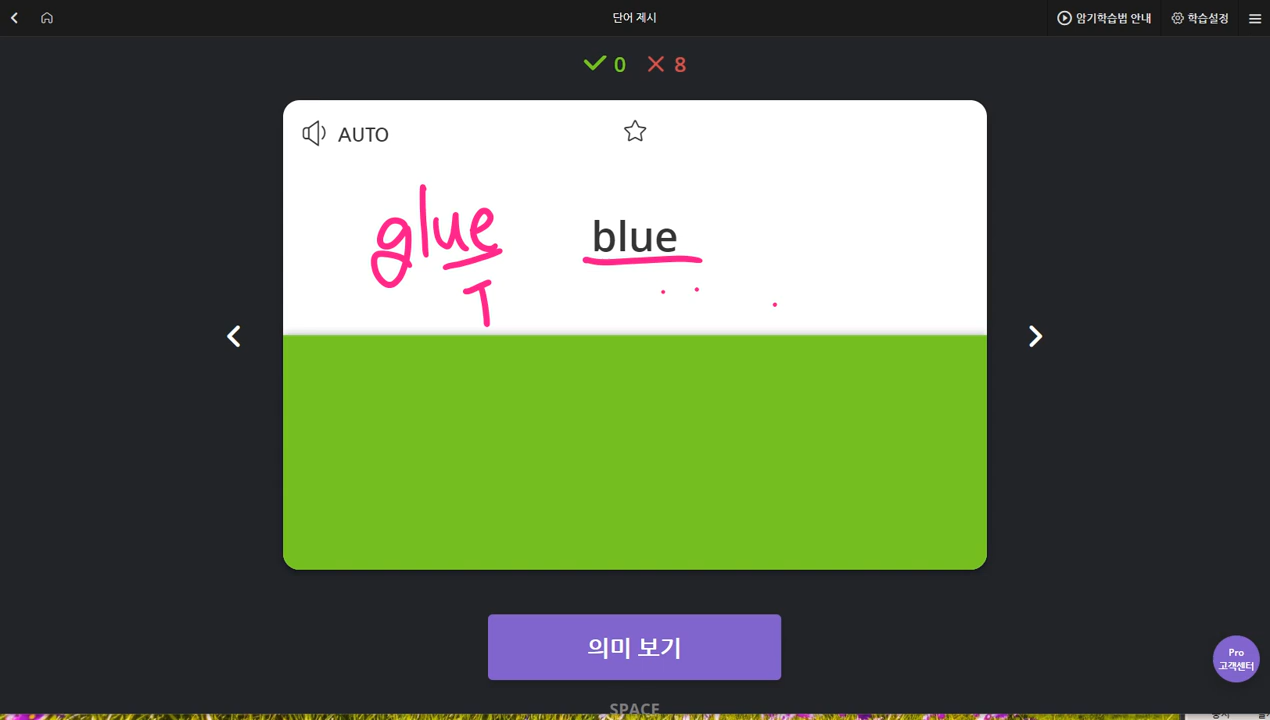 단어 제시
암기학습법 안내
학습설정
0
8
AUTO
glue
blue
T
의미 보기
SPACE
Pro
고객센터